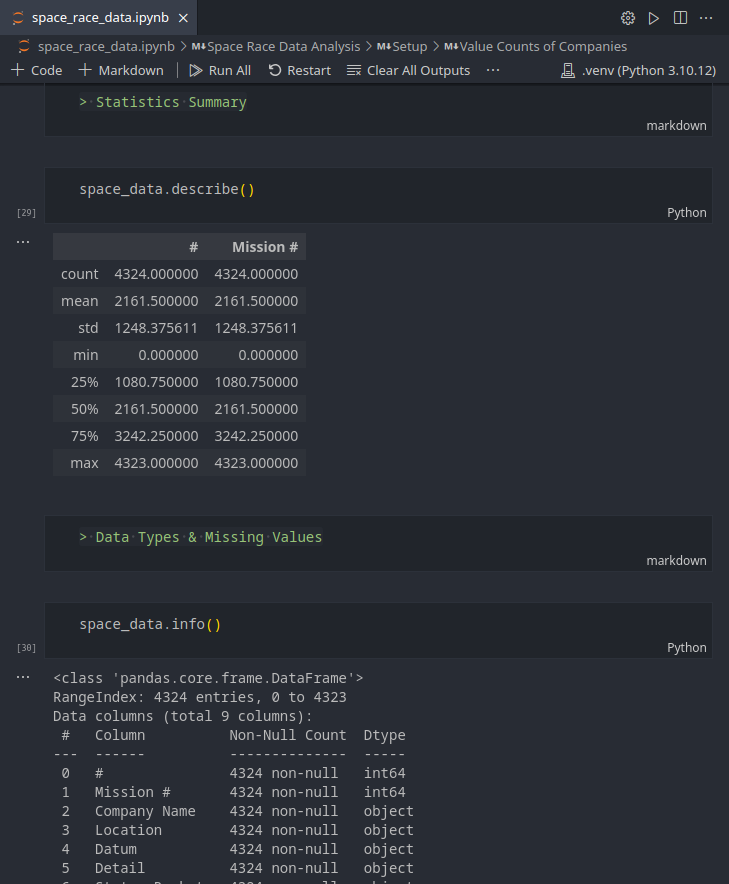 space_race_data.ipynb
space_race_data.ipynb > M↓Space Race Data Analysis > M↓Setup > M↓Value Counts of Companies
+ Code + Markdown | Run All Restart Clear All Outputs ··· .venv (Python 3.10.12)
> Statistics Summary
markdown
space_data.describe()
[29] Python
...
# Mission #
count 4324.000000 4324.000000
mean 2161.500000 2161.500000
std 1248.375611 1248.375611
min 0.000000 0.000000
25% 1080.750000 1080.750000
50% 2161.500000 2161.500000
75% 3242.250000 3242.250000
max 4323.000000 4323.000000
> Data Types & Missing Values
markdown
space_data.info()
[30] Python
...
<class 'pandas.core.frame.DataFrame'>
RangeIndex: 4324 entries, 0 to 4323
Data columns (total 9 columns):
# Column Non-Null Count Dtype
--- ------ -------------- -----
0 # 4324 non-null int64
1 Mission # 4324 non-null int64
2 Company Name 4324 non-null object
3 Location 4324 non-null object
4 Datum 4324 non-null object
5 Detail 4324 non-null object